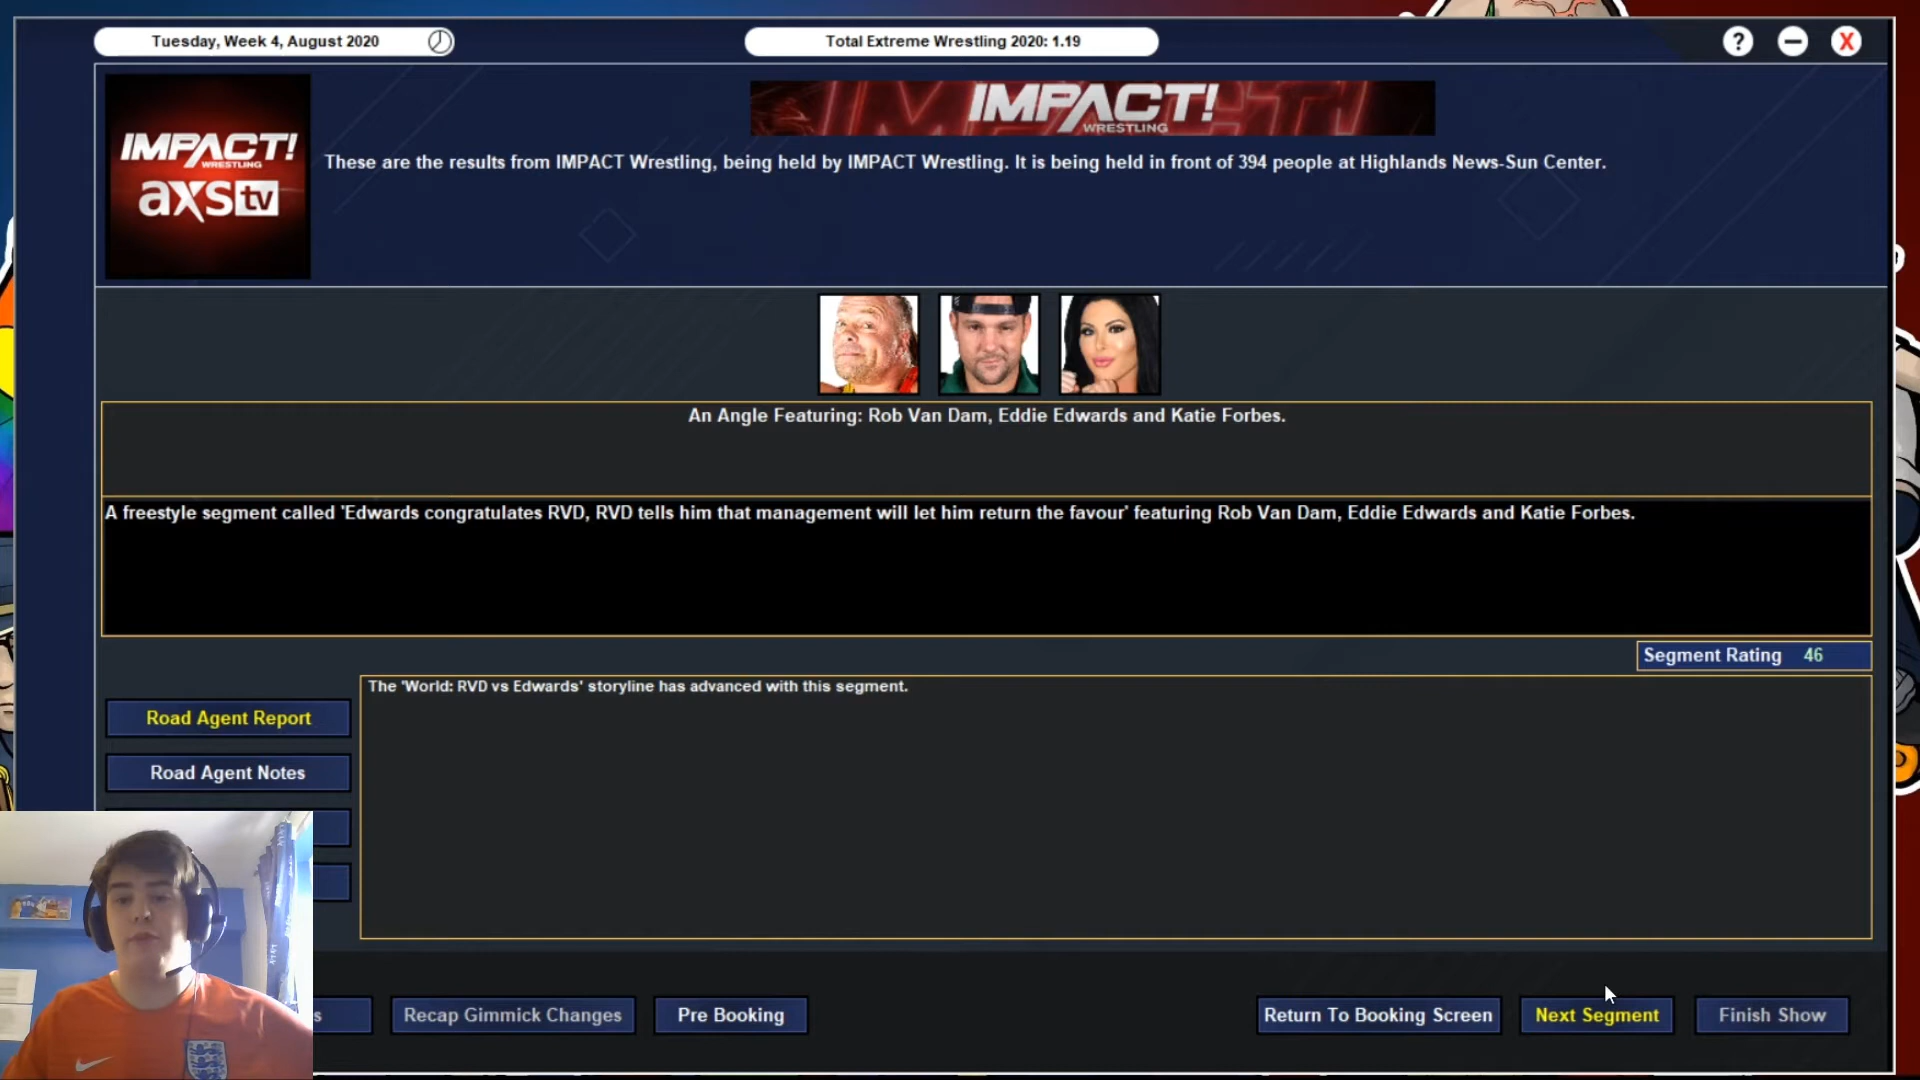 Tuesday, Week 4, August 2020
Total Extreme Wrestling 2020: 1.19
?
X
IMPACT!
WRESTLING
axs tv
IMPACT!
WRESTLING
These are the results from IMPACT Wrestling, being held by IMPACT Wrestling. It is being held in front of 394 people at Highlands News-Sun Center.
An Angle Featuring: Rob Van Dam, Eddie Edwards and Katie Forbes.
A freestyle segment called 'Edwards congratulates RVD, RVD tells him that management will let him return the favour' featuring Rob Van Dam, Eddie Edwards and Katie Forbes.
Segment Rating 46
The 'World: RVD vs Edwards' storyline has advanced with this segment.
Road Agent Report
Road Agent Notes
s
Recap Gimmick Changes
Pre Booking
Return To Booking Screen
Next Segment
Finish Show